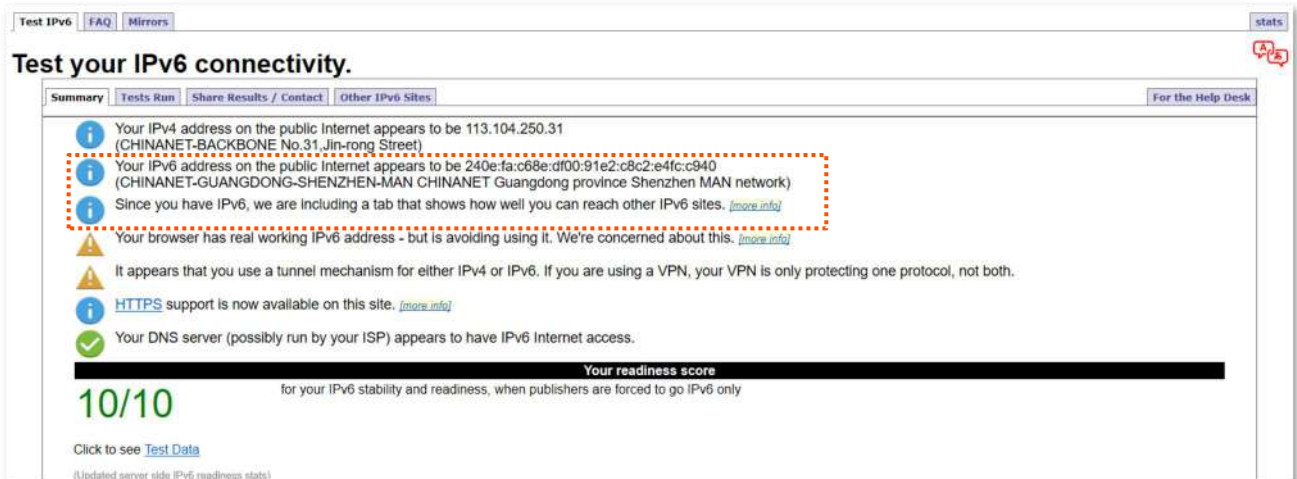 Test IPv6 FAQ Mirrors stats
Test your IPv6 connectivity.
Summary Tests Run Share Results / Contact Other IPv6 Sites For the Help Desk
Your IPv4 address on the public Internet appears to be 113.104.250.31
(CHINANET-BACKBONE No.31,Jin-rong Street)
Your IPv6 address on the public Internet appears to be 240e:fa:c68e:df00:91e2:c8c2:e4fc:c940
(CHINANET-GUANGDONG-SHENZHEN-MAN CHINANET Guangdong province Shenzhen MAN network)
Since you have IPv6, we are including a tab that shows how well you can reach other IPv6 sites. [more info]
Your browser has real working IPv6 address - but is avoiding using it. We're concerned about this. [more info]
It appears that you use a tunnel mechanism for either IPv4 or IPv6. If you are using a VPN, your VPN is only protecting one protocol, not both.
HTTPS support is now available on this site. [more info]
Your DNS server (possibly run by your ISP) appears to have IPv6 Internet access.
Your readiness score
10/10 for your IPv6 stability and readiness, when publishers are forced to go IPv6 only
Click to see Test Data
(Updated server side IPv6 readiness stats)